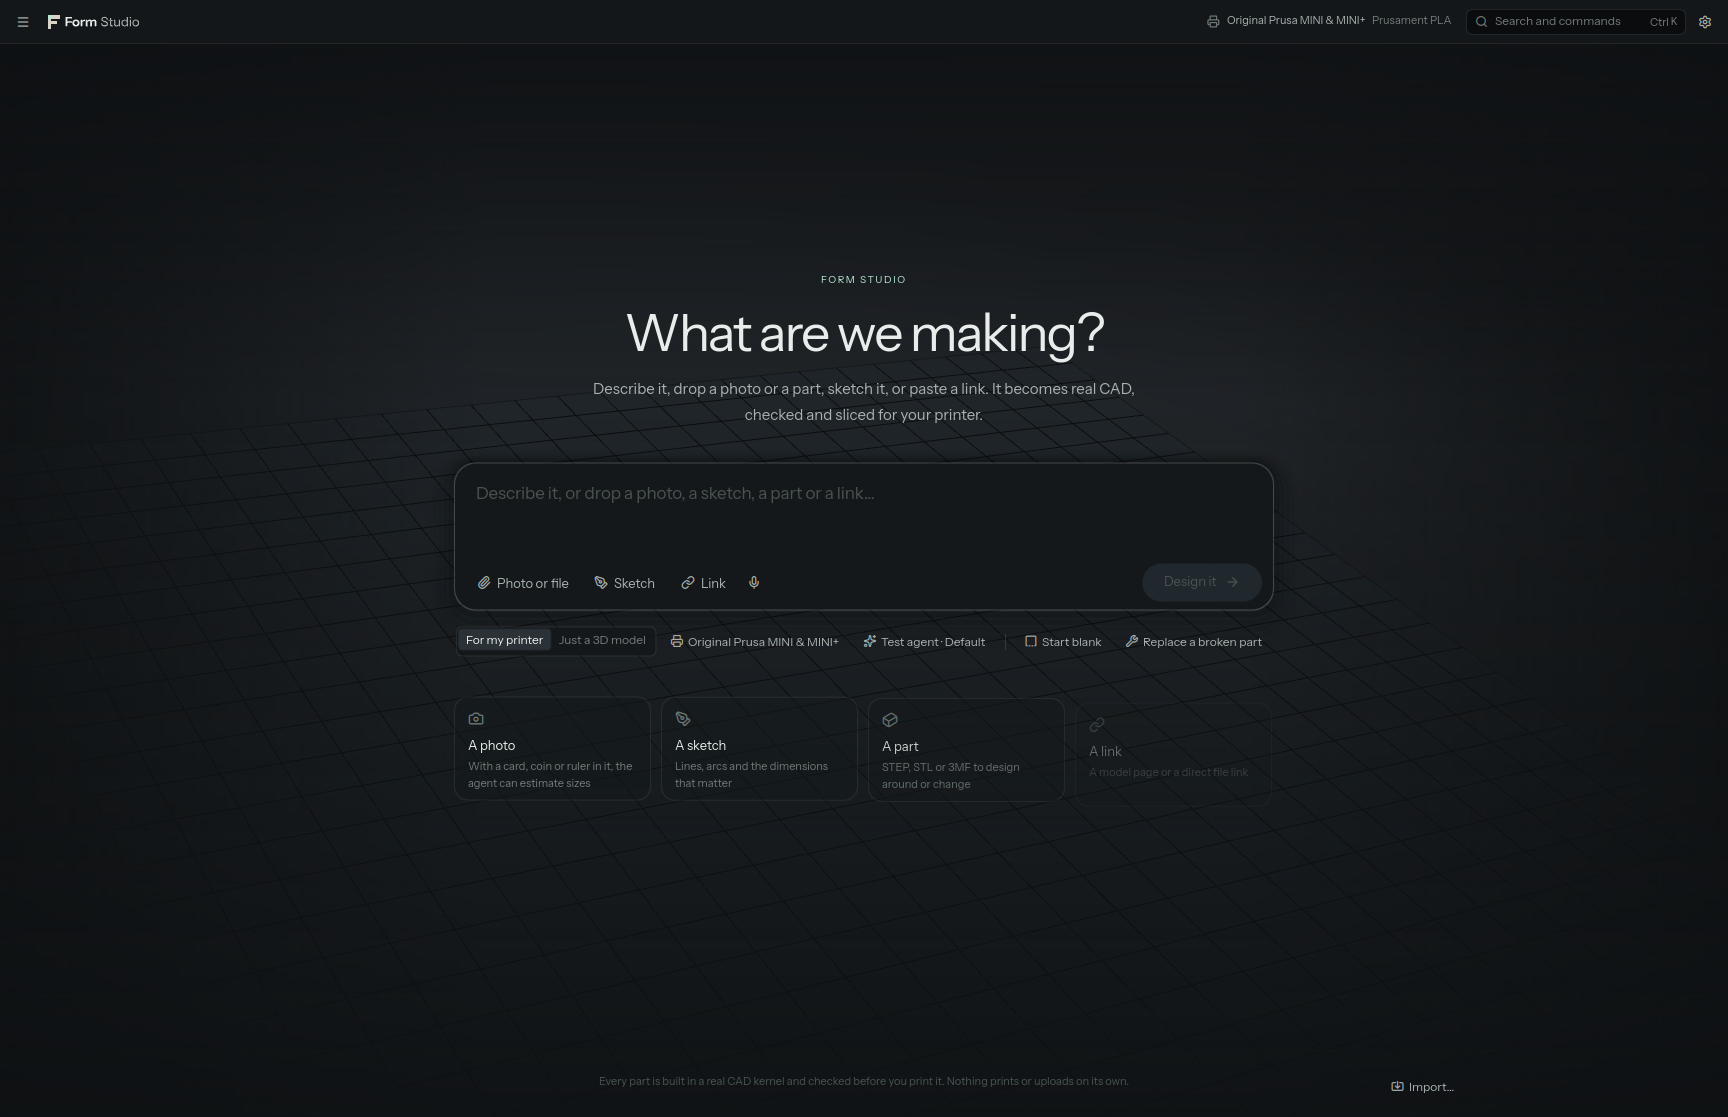 Form Studio
Original Prusa MINI & MINI+ Prusament PLA
Search and commands Ctrl K
FORM STUDIO
What are we making?
Describe it, drop a photo or a part, sketch it, or paste a link. It becomes real CAD,
checked and sliced for your printer.
Describe it, or drop a photo, a sketch, a part or a link...
Photo or file Sketch Link
Design it
For my printer Just a 3D model Original Prusa MINI & MINI+ Test agent · Default Start blank Replace a broken part
A photo
With a card, coin or ruler in it, the
agent can estimate sizes
A sketch
Lines, arcs and the dimensions
that matter
A part
STEP, STL or 3MF to design
around or change
A link
A model page or a direct file link
Every part is built in a real CAD kernel and checked before you print it. Nothing prints or uploads on its own.
Import...